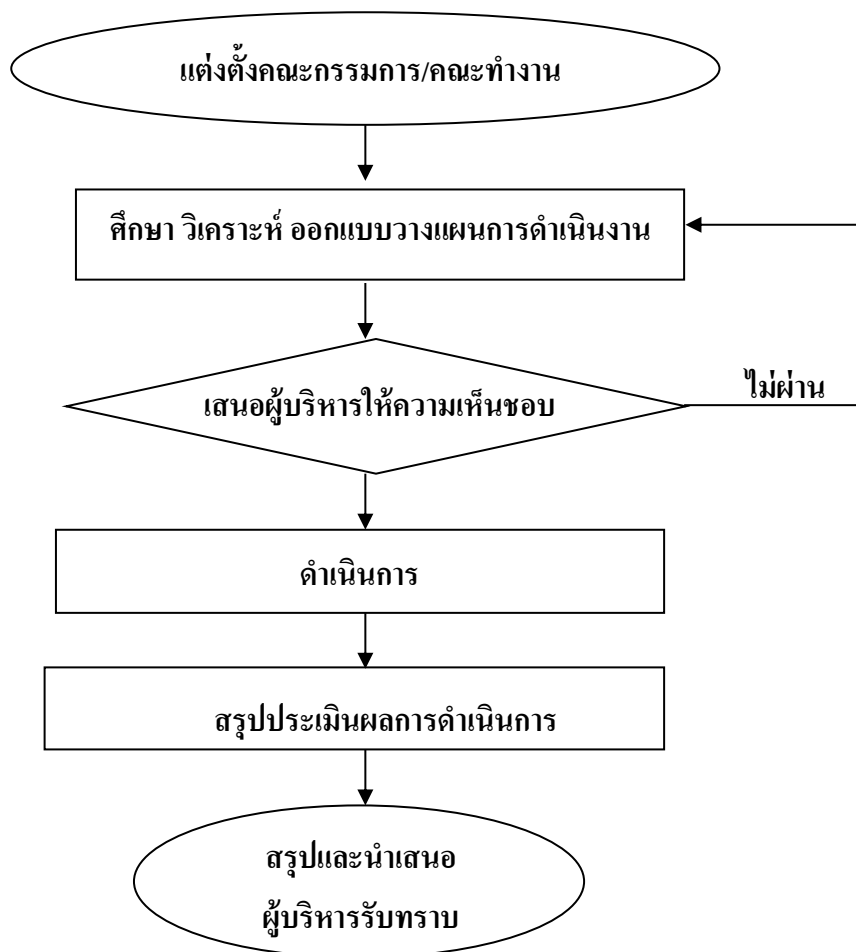 แต่งตั้งคณะกรรมการ/คณะทำงาน
ศึกษา วิเคราะห์ ออกแบบวางแผนการดำเนินงาน
เสนอผู้บริหารให้ความเห็นชอบ
ไม่ผ่าน
ดำเนินการ
สรุปประเมินผลการดำเนินการ
สรุปและนำเสนอ
ผู้บริหารรับทราบ